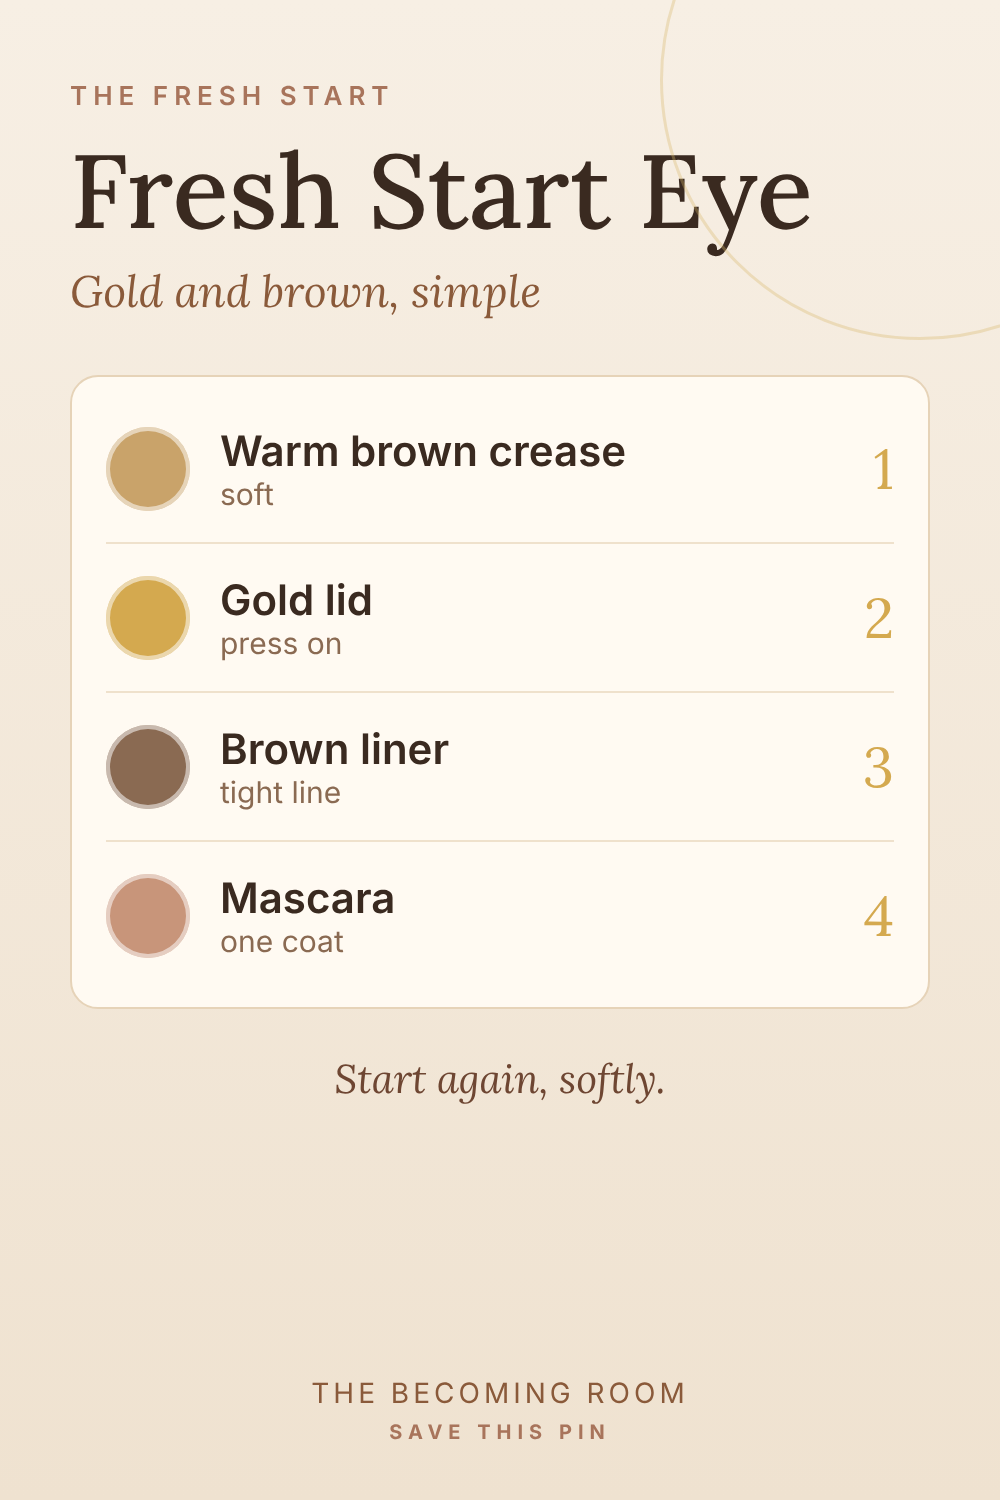 THE FRESH START
Fresh Start Eye
Gold and brown, simple
Warm brown crease
soft
1
Gold lid
press on
2
Brown liner
tight line
3
Mascara
one coat
4
Start again, softly.
THE BECOMING ROOM
SAVE THIS PIN